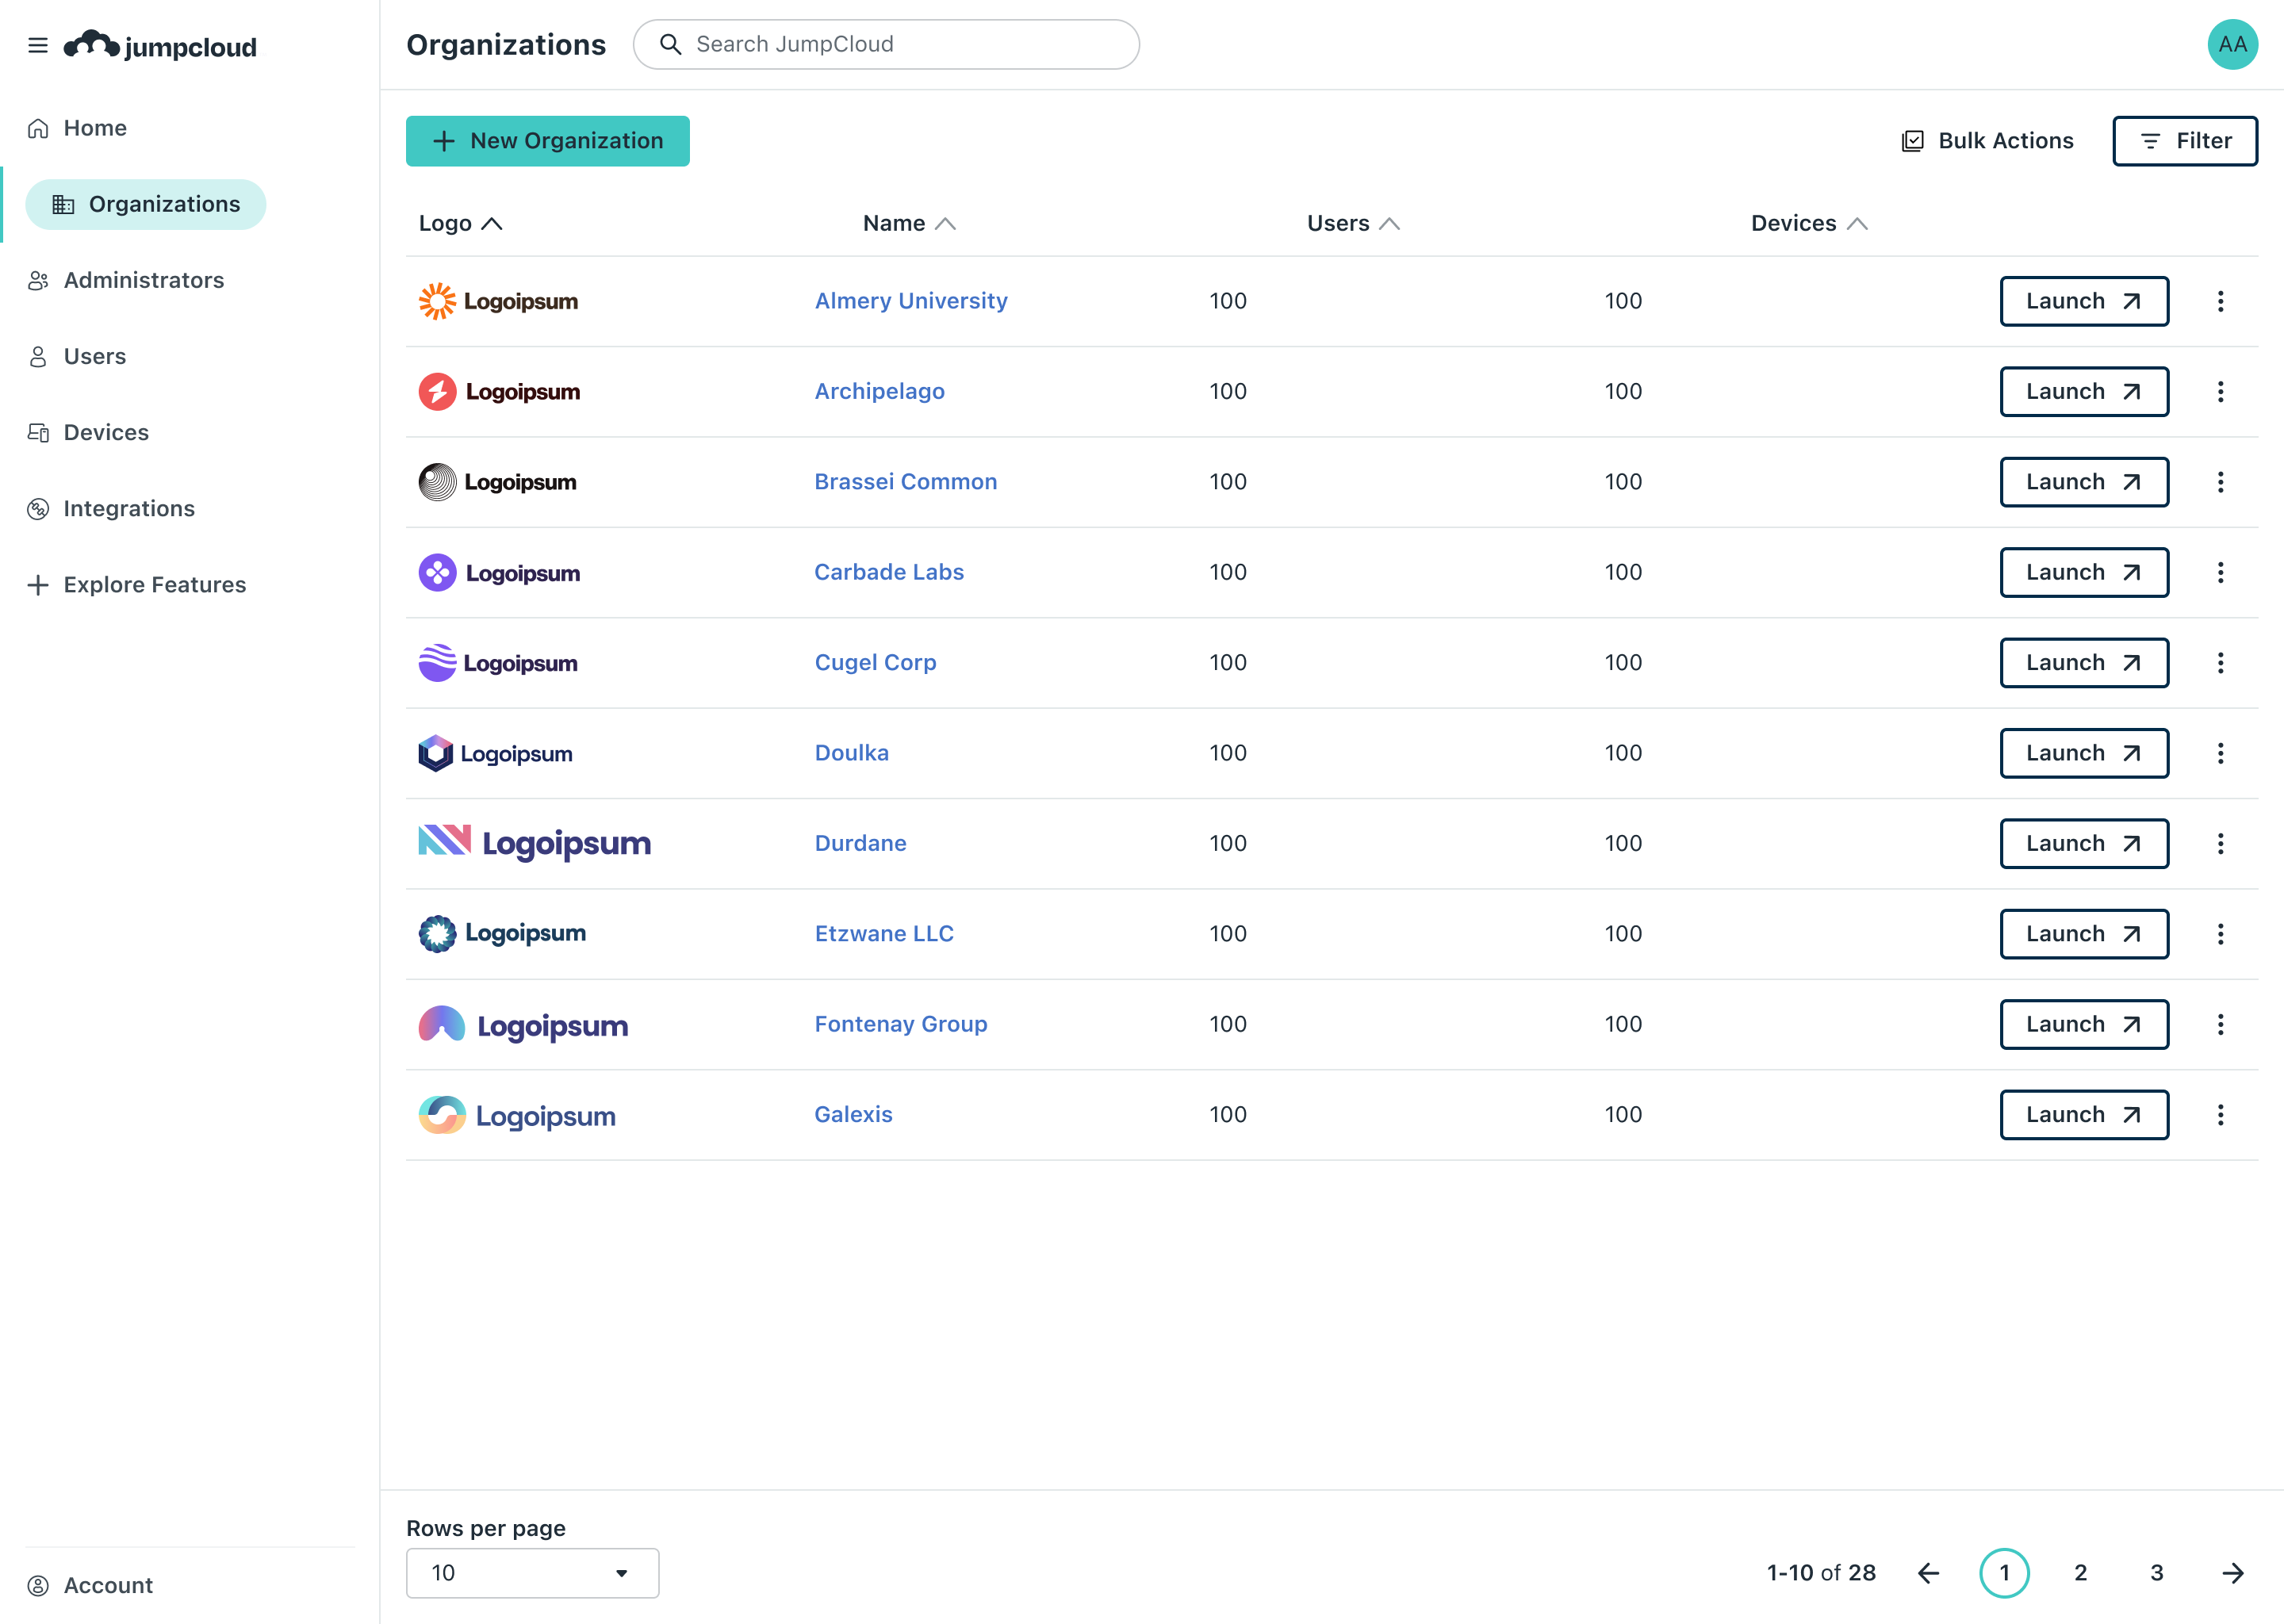 jumpcloud
Organizations
Search JumpCloud
AA
Home
Organizations
Administrators
Users
Devices
Integrations
Explore Features
Account
New Organization
Bulk Actions
Filter
Logo Name Users Devices
Logoipsum Almery University 100 100 Launch
Logoipsum Archipelago 100 100 Launch
Logoipsum Brassei Common 100 100 Launch
Logoipsum Carbade Labs 100 100 Launch
Logoipsum Cugel Corp 100 100 Launch
Logoipsum Doulka 100 100 Launch
Logoipsum Durdane 100 100 Launch
Logoipsum Etzwane LLC 100 100 Launch
Logoipsum Fontenay Group 100 100 Launch
Logoipsum Galexis 100 100 Launch
Rows per page
10
1-10 of 28 1 2 3